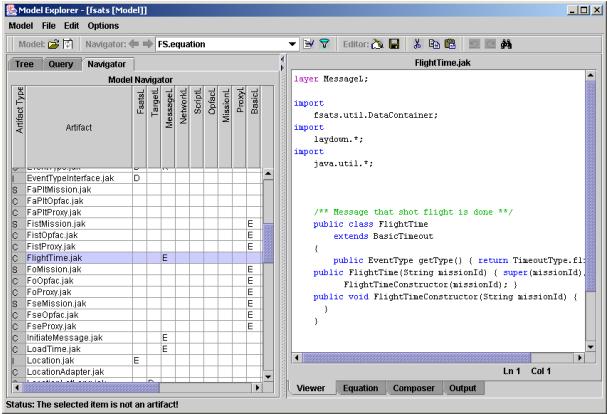 Model Explorer - [fsats [Model]]
Model File Edit Options
Model: Navigator: FS.equation Editor:
Tree Query Navigator
Model Navigator
Artifact Type Artifact FsatsL TargetL MessageL NetworkL ScriptL OpfacL MissionL ProxyL BasicL
I EventTypeInterface.jak D
S FaPltMission.jak
C FaPltOpfac.jak
C FaPltProxy.jak
S FistMission.jak E
C FistOpfac.jak E
C FistProxy.jak E
C FlightTime.jak E
S FoMission.jak E
C FoOpfac.jak E
C FoProxy.jak E
S FseMission.jak E
C FseOpfac.jak E
C FseProxy.jak E
C InitiateMessage.jak E
C LoadTime.jak E
I Location.jak E
C LocationAdapter.jak
FlightTime.jak
layer MessageL;
import
fsats.util.DataContainer;
import
laydown.*;
import
java.util.*;
/** Message that shot flight is done **/
public class FlightTime
extends BasicTimeout
{
public EventType getType() { return TimeoutType.fl
public FlightTime(String missionId) { super(missionId),
FlightTimeConstructor(missionId); }
public void FlightTimeConstructor(String missionId) {
}
}
Ln 1 Col 1
Viewer Equation Composer Output
Status: The selected item is not an artifact!